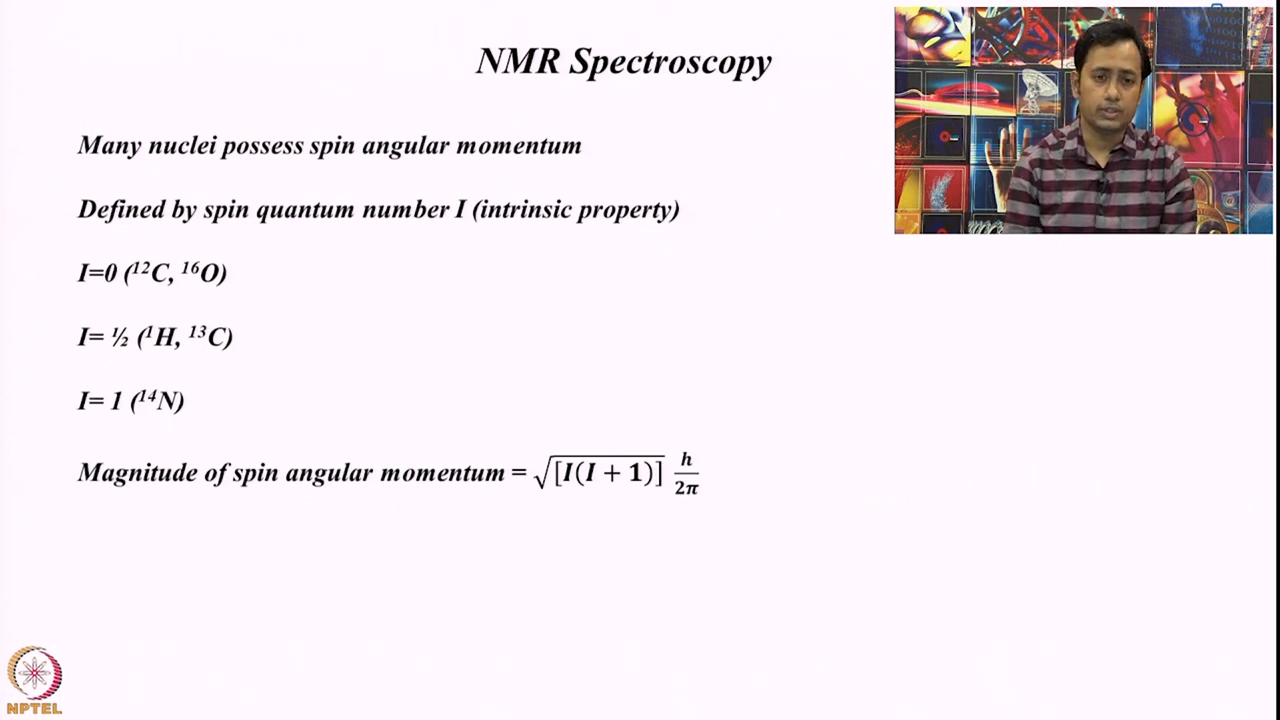 NMR Spectroscopy
Many nuclei possess spin angular momentum
Defined by spin quantum number I (intrinsic property)
I=0 (¹²C, ¹⁶O)
I= ½ (¹H, ¹³C)
I= 1 (¹⁴N)
Magnitude of spin angular momentum = √[I(I + 1)] h/2π
NPTEL